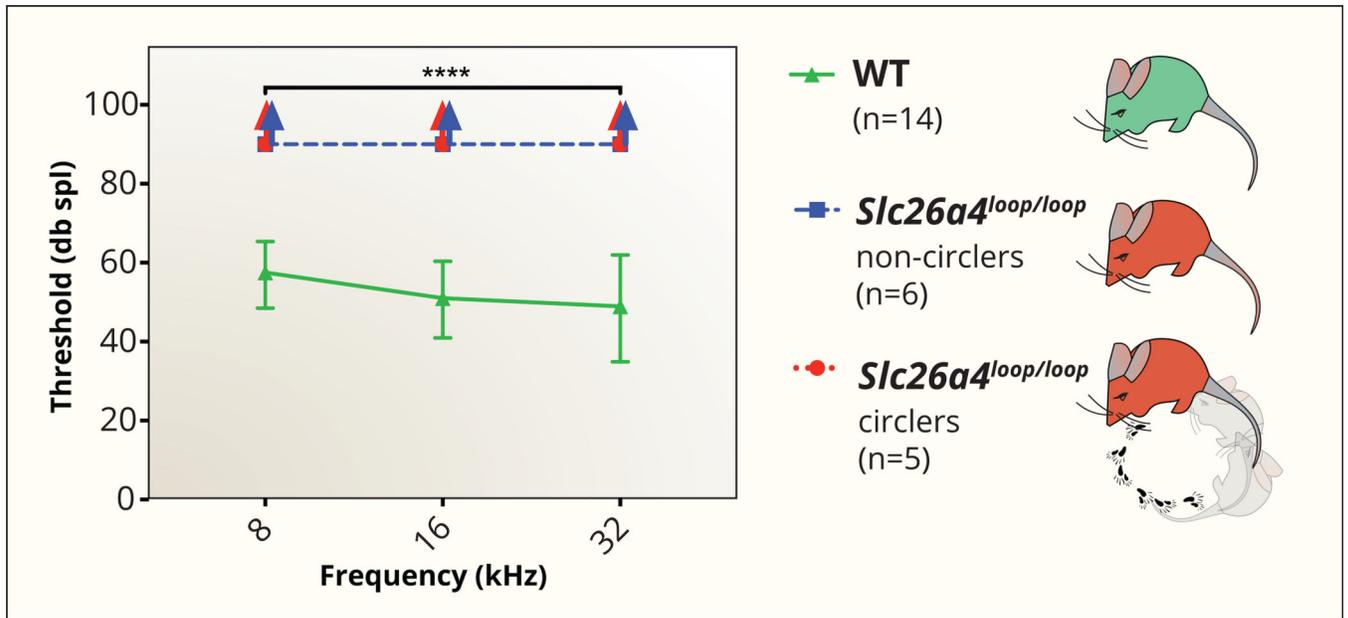 ****
100
80
60
40
20
0
Threshold (db spl)
8
16
32
Frequency (kHz)
WT
(n=14)
Slc26a4loop/loop
non-circlers
(n=6)
Slc26a4loop/loop
circlers
(n=5)